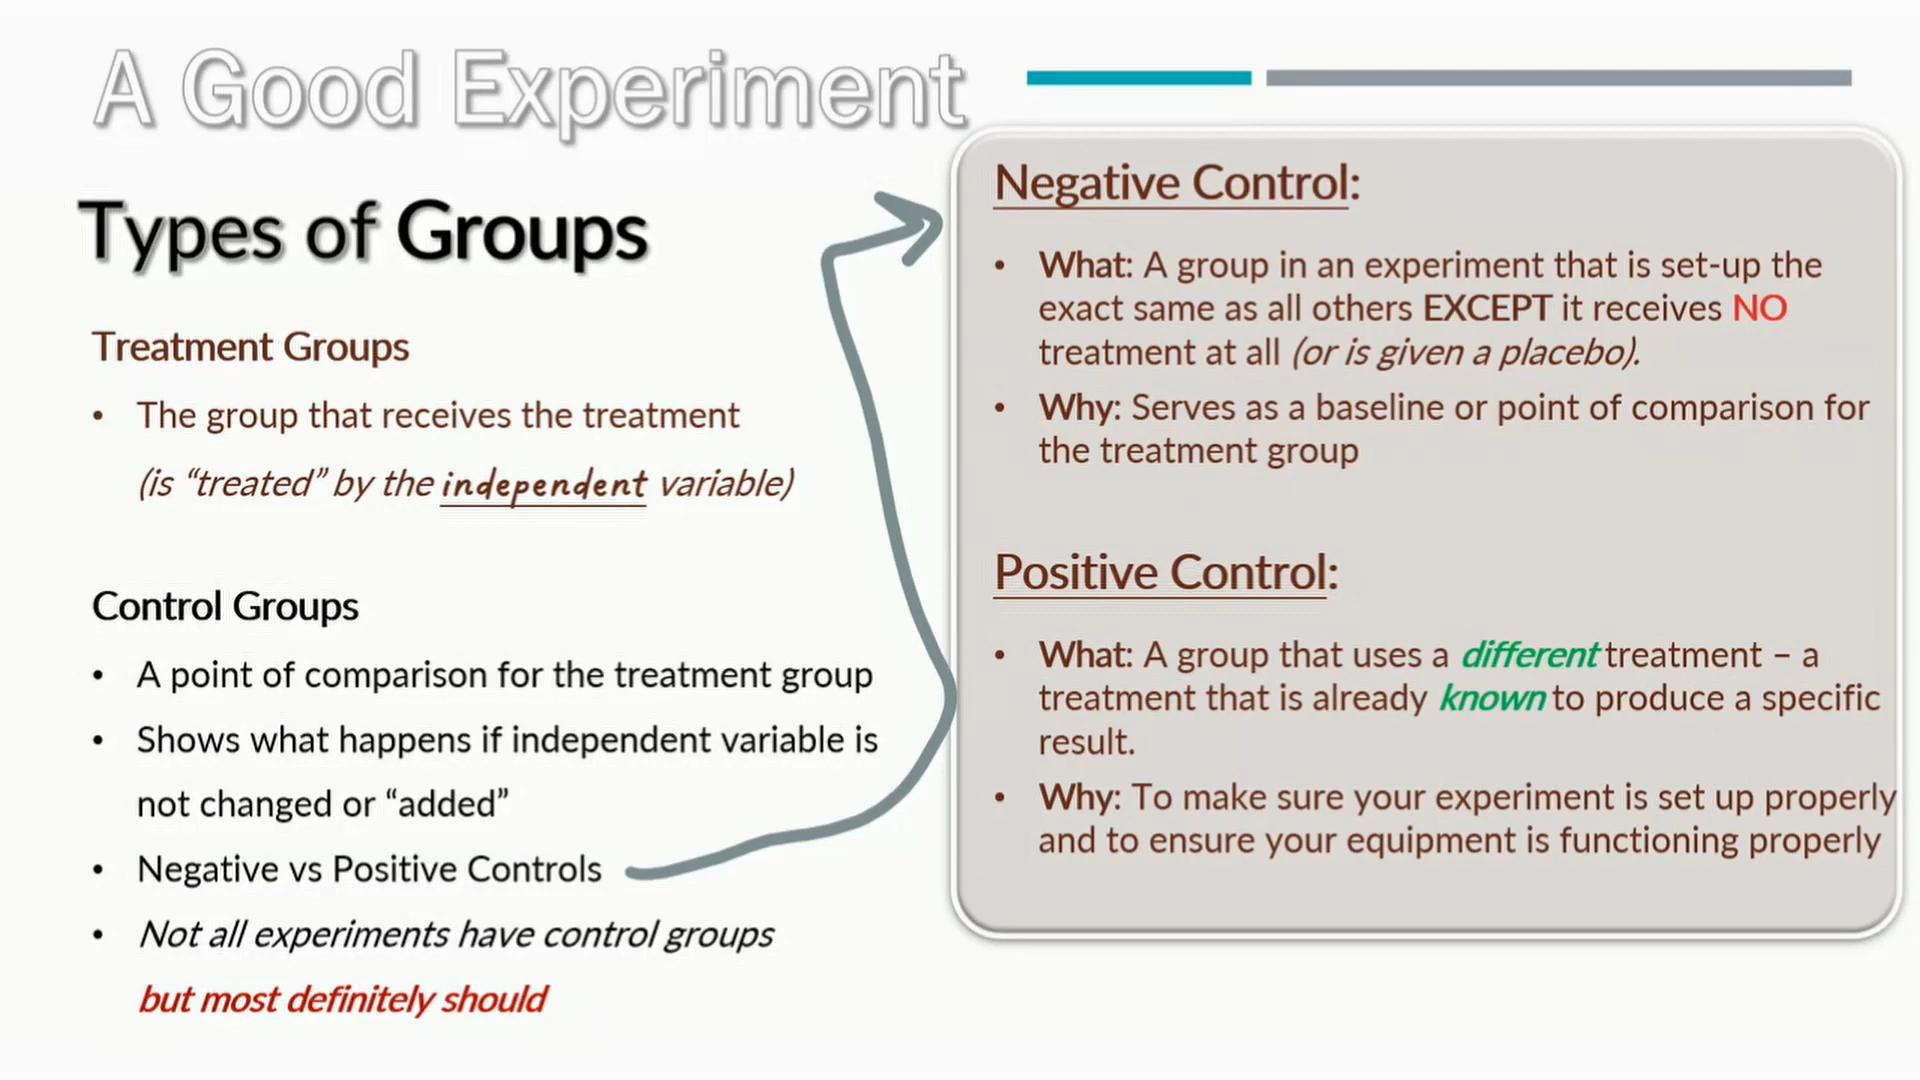 A Good Experiment
Types of Groups
Treatment Groups
• The group that receives the treatment
(is “treated” by the independent variable)
Control Groups
• A point of comparison for the treatment group
• Shows what happens if independent variable is
not changed or “added”
• Negative vs Positive Controls
• Not all experiments have control groups
but most definitely should
Negative Control:
• What: A group in an experiment that is set-up the
exact same as all others EXCEPT it receives NO
treatment at all (or is given a placebo).
• Why: Serves as a baseline or point of comparison for
the treatment group
Positive Control:
• What: A group that uses a different treatment – a
treatment that is already known to produce a specific
result.
• Why: To make sure your experiment is set up properly
and to ensure your equipment is functioning properly